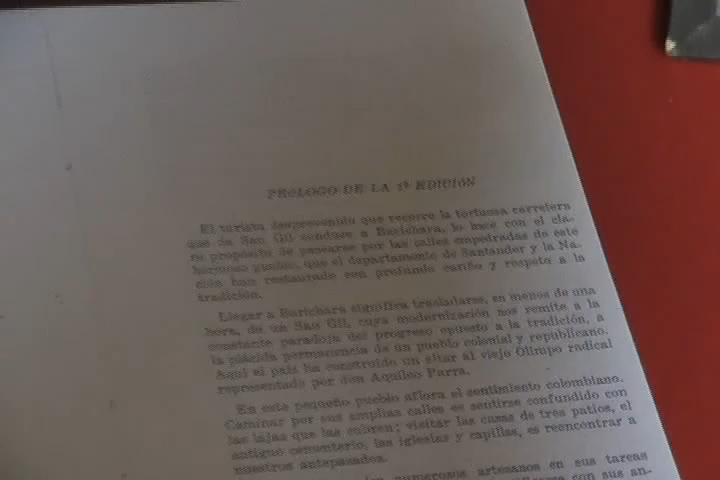 PROLOGO DE LA 1ª EDICIÓN
El turista desprevenido que recorre la tortuosa carretera
que de San Gil conduce a Barichara, lo hace con el cla-
ro propósito de pasearse por las calles empedradas de este
hermoso pueblo, que el departamento de Santander y la Na-
ción han restaurado con profundo cariño y respeto a la
tradición.
Llegar a Barichara significa trasladarse, en menos de una
hora, de un San Gil, cuya modernización nos remite a la
constante paradoja del progreso opuesto a la tradición, a
la plácida permanencia de un pueblo colonial y republicano.
Aquí el país ha construido un altar al viejo Olimpo radical
representado por don Aquileo Parra.
En este pequeño pueblo aflora el sentimiento colombiano.
Caminar por sus amplias calles es sentirse confundido con
las lajas que las cubren; visitar las casas de tres patios, el
antiguo cementerio, las iglesias y capillas, es reencontrar a
nuestros antepasados.
numerosos artesanos en sus tareas
con sus an-